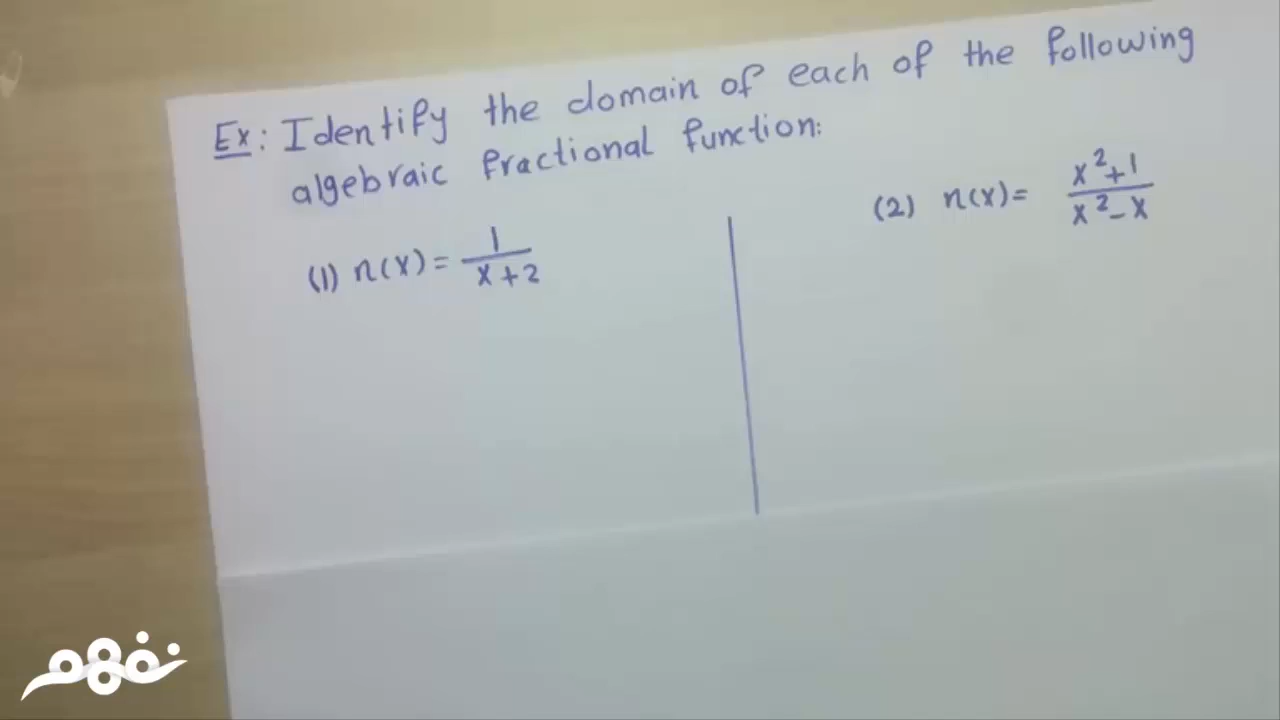 Ex: Identify the domain of each of the following
algebraic fractional function:
(1) n(x) = 1/(x+2)
(2) n(x) = (x²+1)/(x²-x)
نفهم